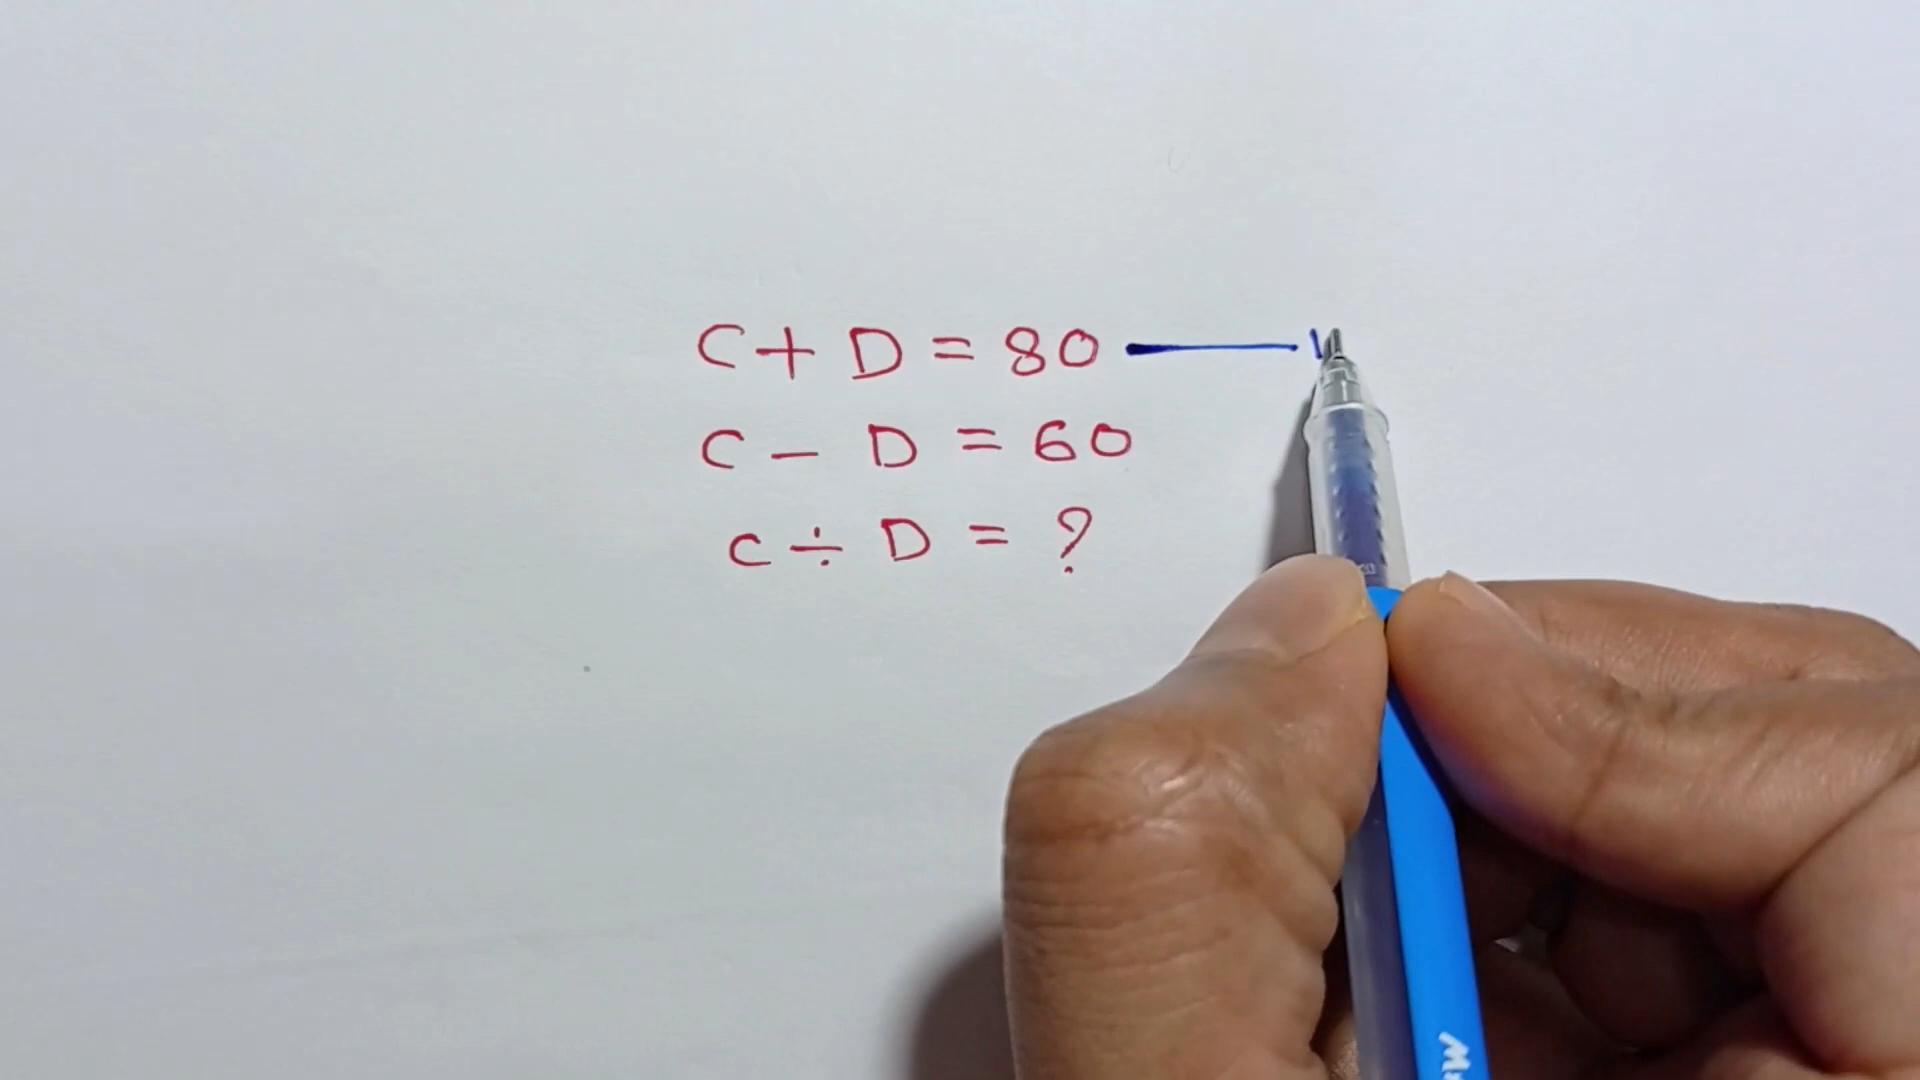 C + D = 80 —
C - D = 60
C ÷ D = ?